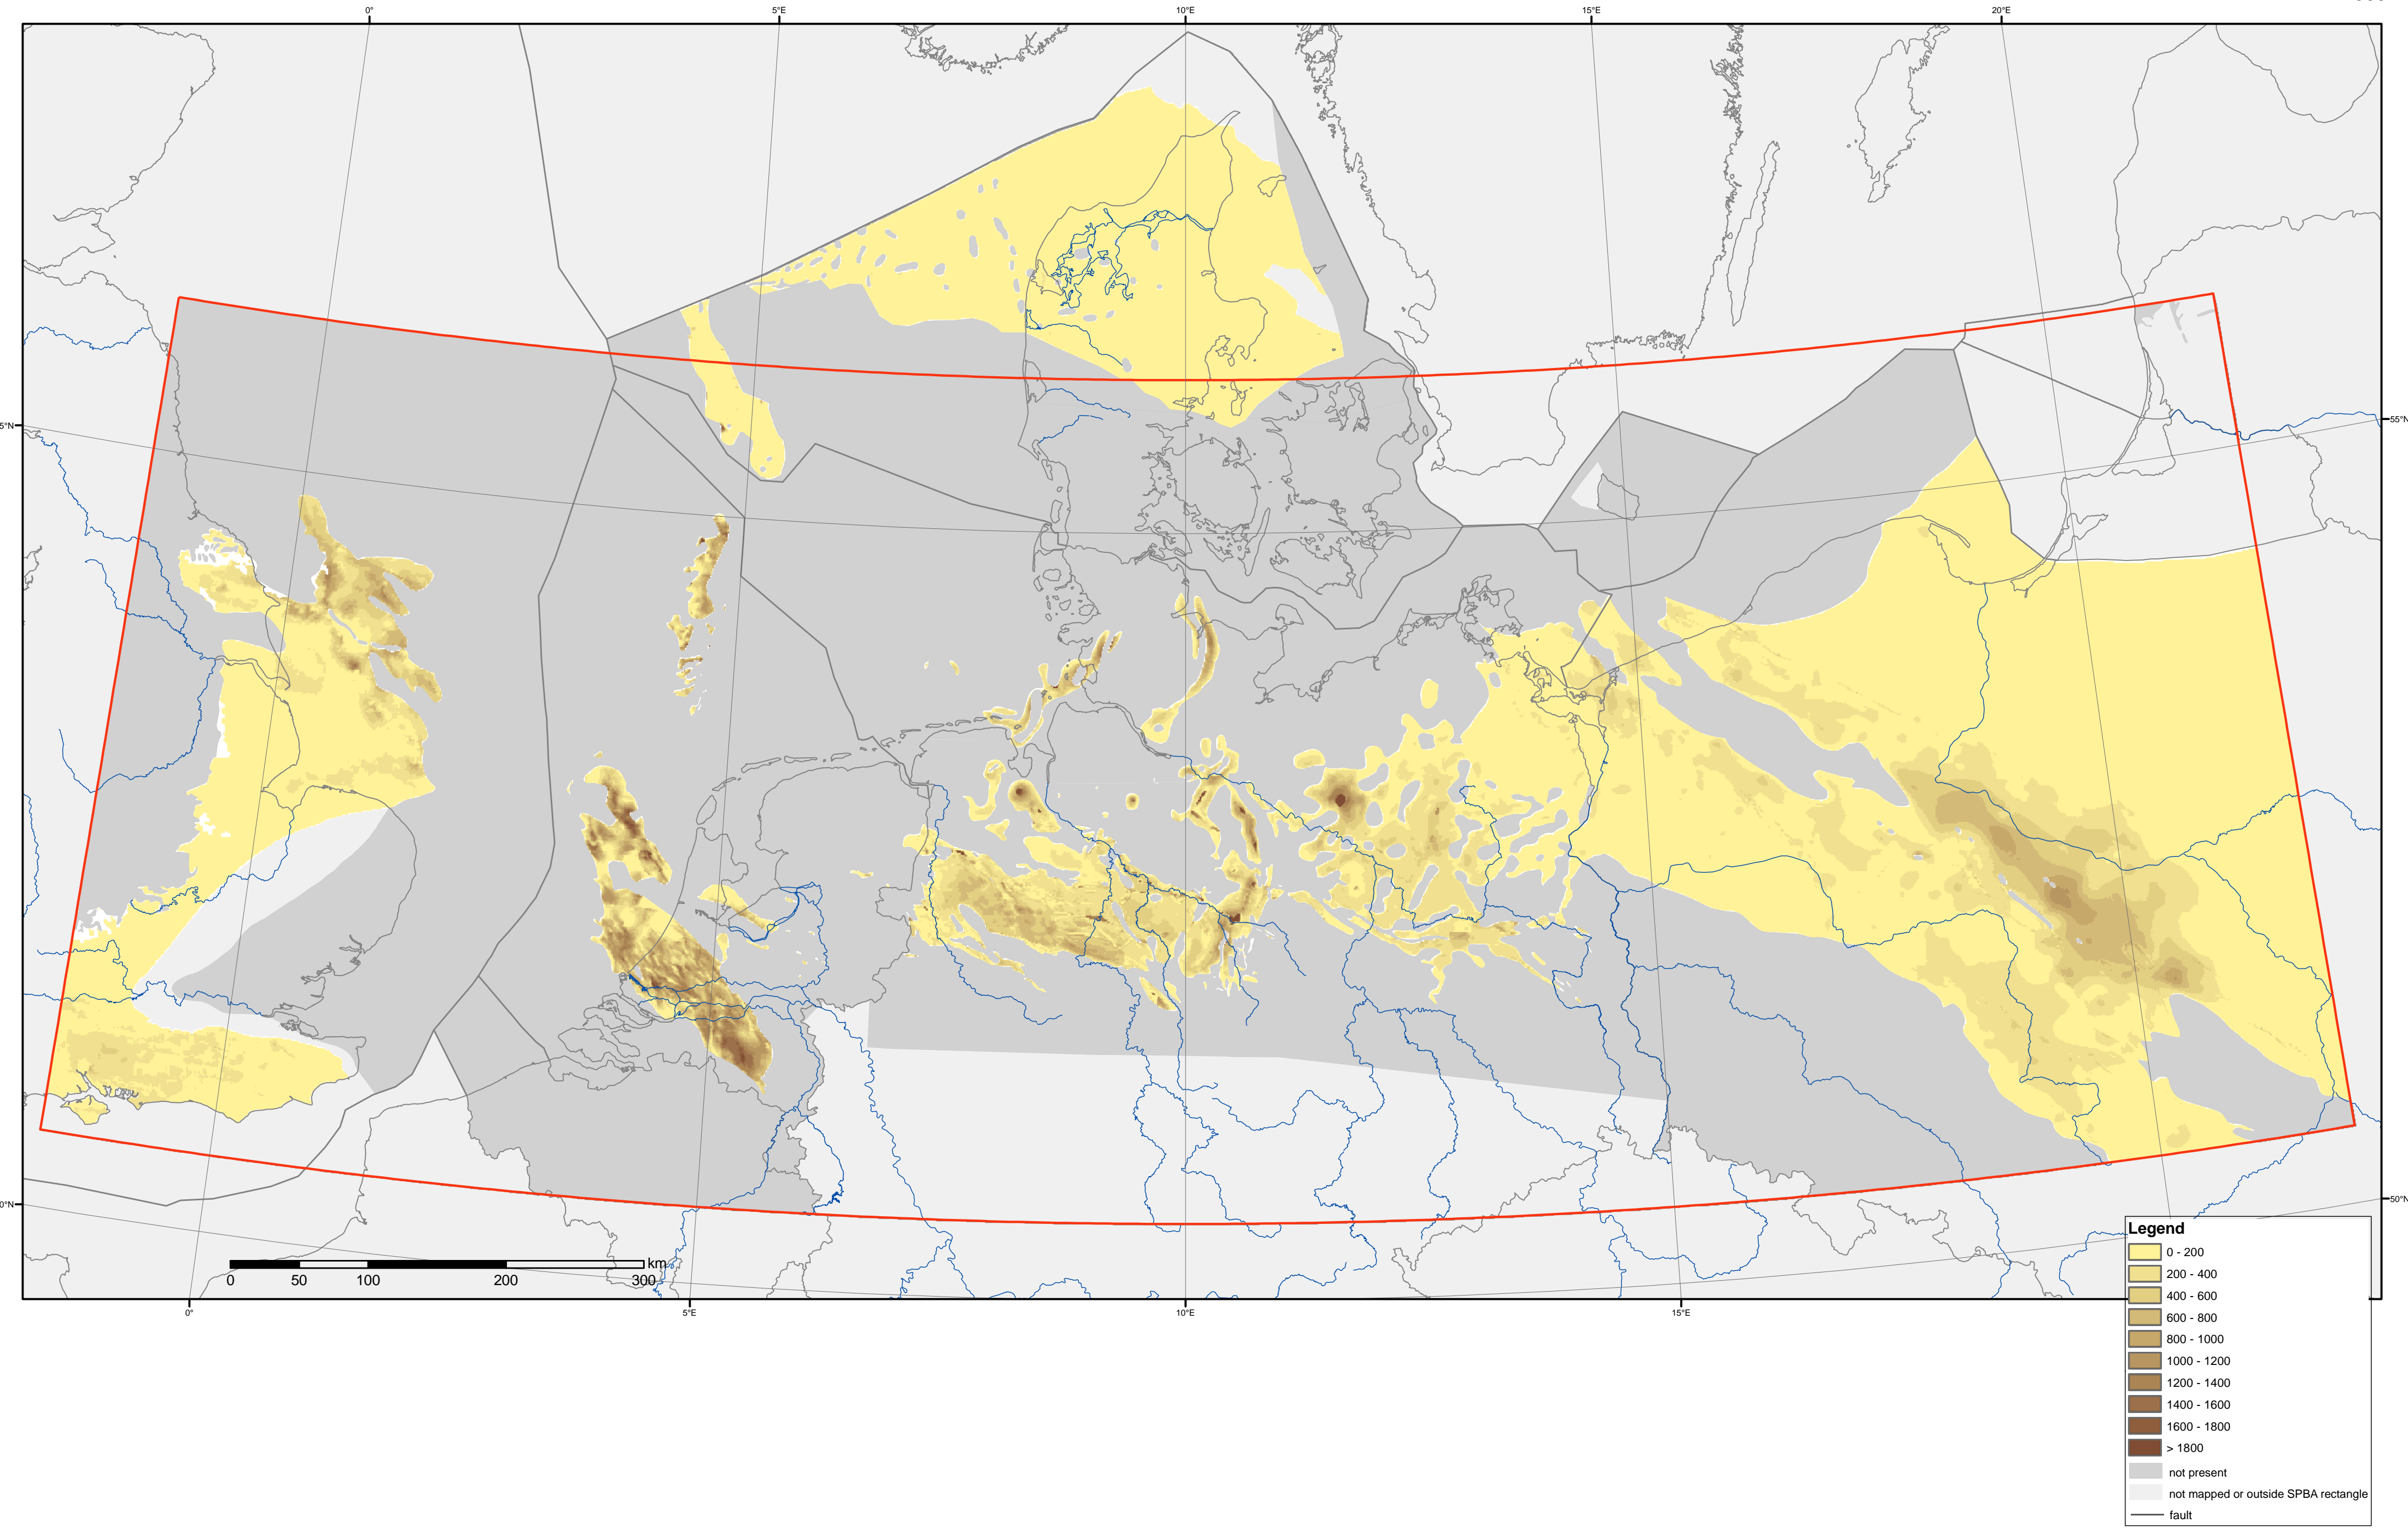 0° 5°E 10°E 15°E 20°E
5°N 55°N
0°N 50°N
km
0 50 100 200 300
0° 5°E 10°E 15°E
Legend
0 - 200
200 - 400
400 - 600
600 - 800
800 - 1000
1000 - 1200
1200 - 1400
1400 - 1600
1600 - 1800
> 1800
not present
not mapped or outside SPBA rectangle
fault